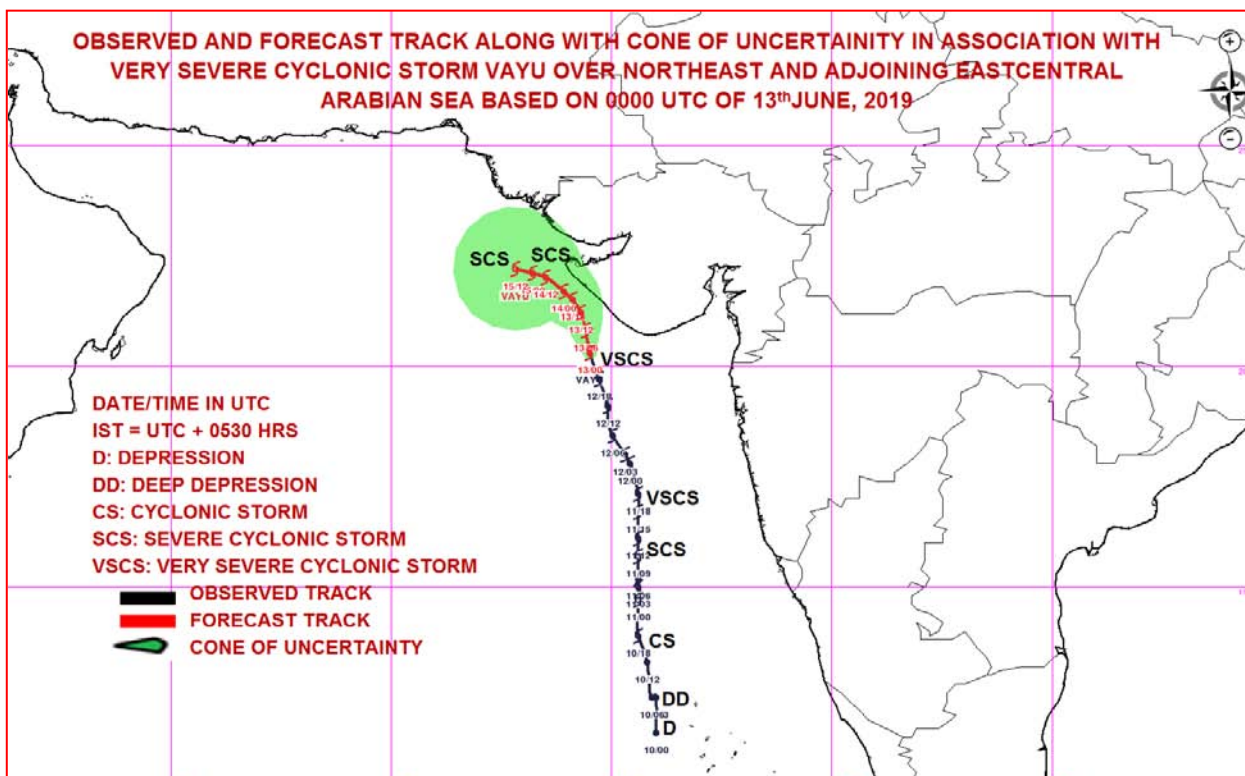 OBSERVED AND FORECAST TRACK ALONG WITH CONE OF UNCERTAINITY IN ASSOCIATION WITH
VERY SEVERE CYCLONIC STORM VAYU OVER NORTHEAST AND ADJOINING EASTCENTRAL
ARABIAN SEA BASED ON 0000 UTC OF 13thJUNE, 2019
SCS
SCS
15/12
VAYU
14/12
14/00
13/12
VSCS
13/00
VAYU
12/18
12/12
12/03
12/00
VSCS
11/18
11/15
SCS
11/12
11/09
11/06
11/03
11/00
CS
10/18
10/12
DD
D
10/00
DATE/TIME IN UTC
IST = UTC + 0530 HRS
D: DEPRESSION
DD: DEEP DEPRESSION
CS: CYCLONIC STORM
SCS: SEVERE CYCLONIC STORM
VSCS: VERY SEVERE CYCLONIC STORM
OBSERVED TRACK
FORECAST TRACK
CONE OF UNCERTAINTY